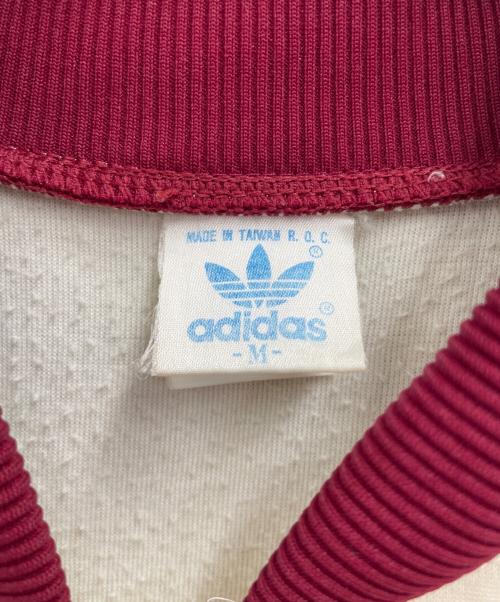 MADE IN TAIWAN R. O. C.
®
adidas®
-M-